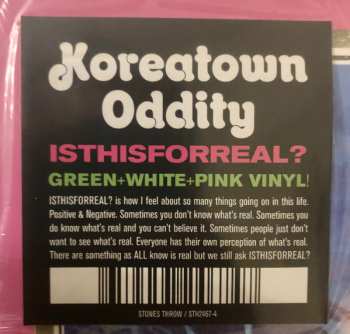 Koreatown
Oddity
ISTHISFORREAL?
GREEN+WHITE+PINK VINYL!
ISTHISFORREAL? is how I feel about so many things going on in this life.
Positive & Negative. Sometimes you don't know what's real. Sometimes you
do know what's real and you can't believe it. Sometimes people just don't
want to see what's real. Everyone has their own perception of what's real.
There are something as ALL know is real but we still ask ISTHISFORREAL?
STONES THROW / STH2467-4